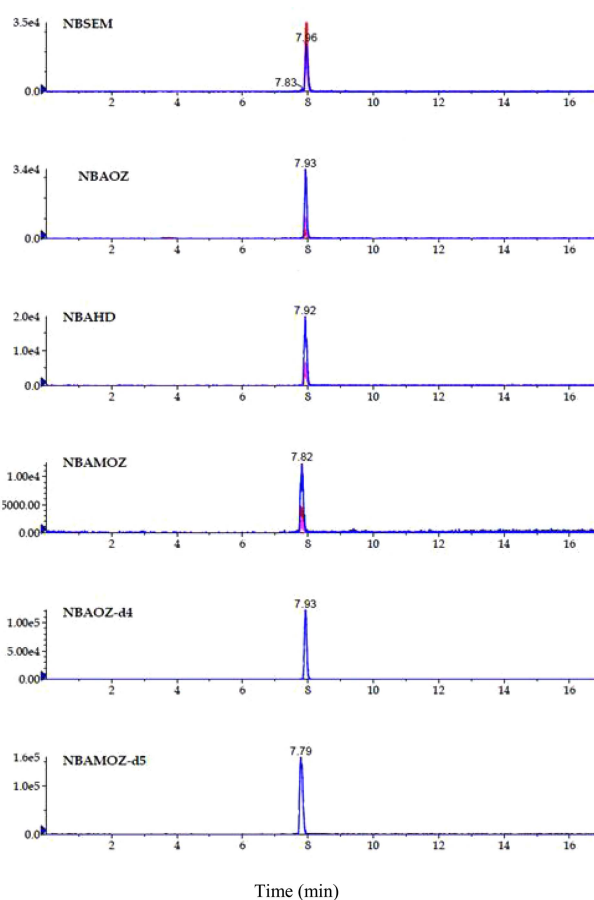 3.5e4
NBSEM
7.96
7.83
0.0
2 4 6 8 10 12 14 16
3.4e4
NBAOZ
7.93
0.0
2 4 6 8 10 12 14 16
2.0e4
NBAHD
7.92
1.0e4
0.0
2 4 6 8 10 12 14 16
NBAMOZ
7.82
1.00e4
5000.00
0.00
2 4 6 8 10 12 14 16
NBAOZ-d4
7.93
1.00e5
5.00e4
0.00
2 4 6 8 10 12 14 16
1.6e5
NBAMOZ-d5
7.79
1.0e5
0.0
2 4 6 8 10 12 14 16
Time (min)